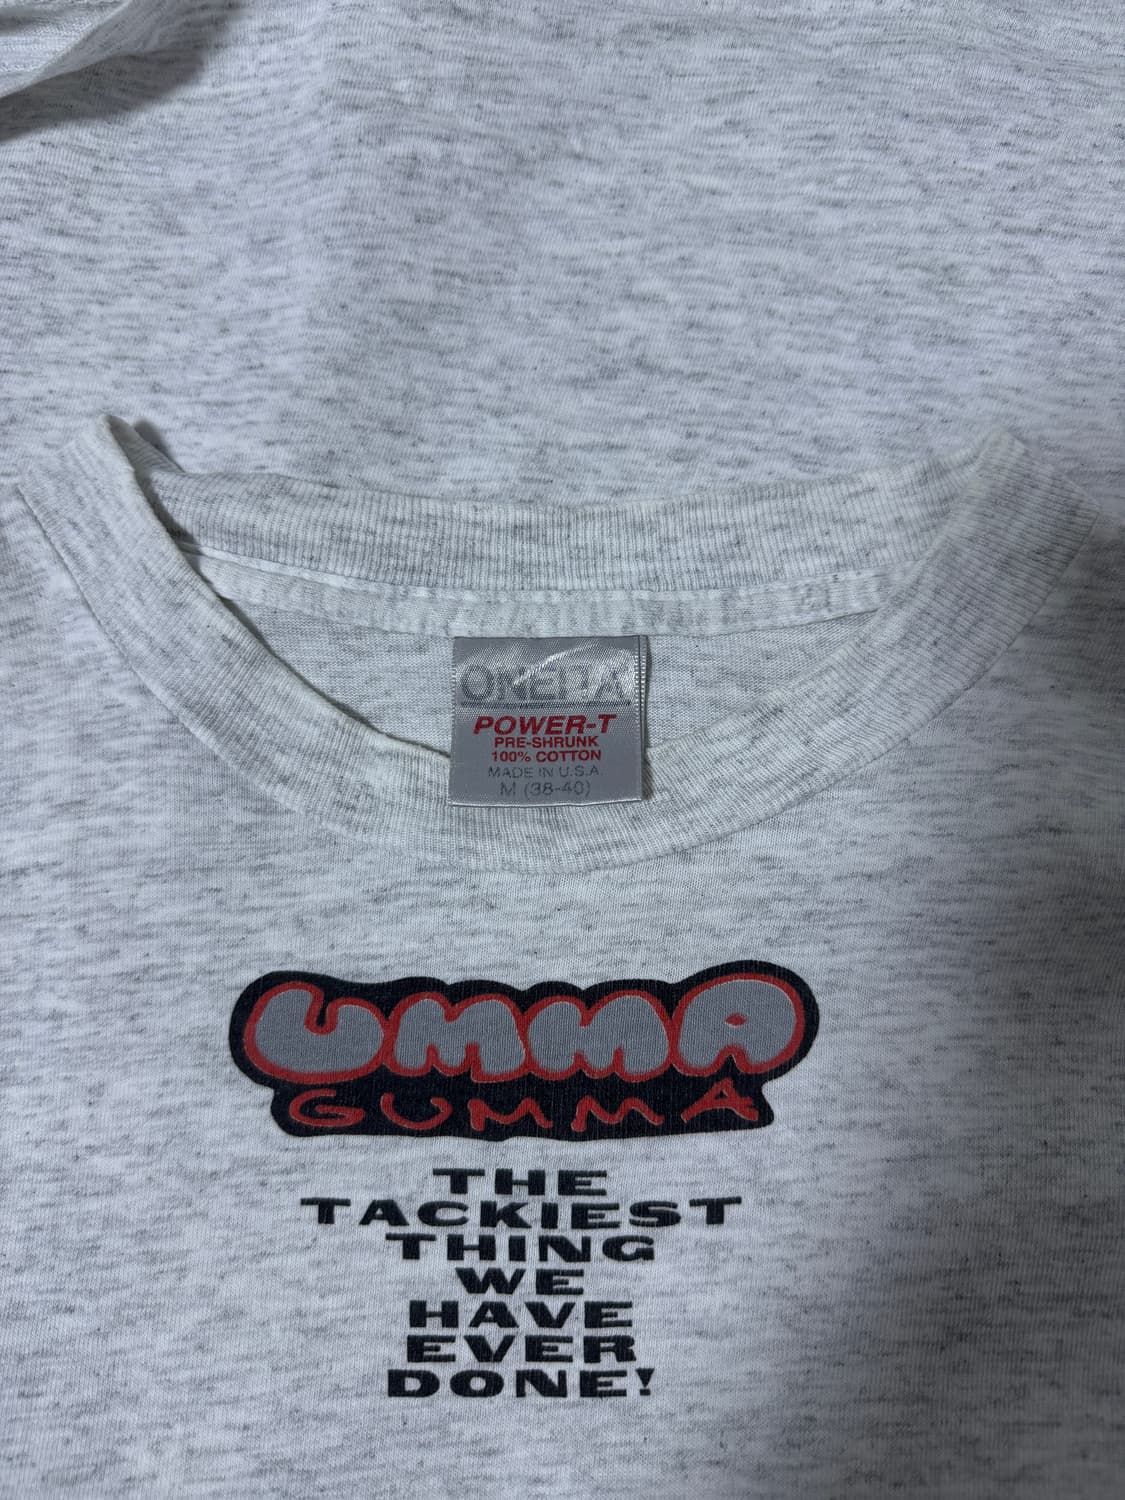 ONEITA
POWER-T
PRE-SHRUNK
100% COTTON
MADE IN U.S.A.
M (38-40)
UMMA
GUMMA
THE
TACKIEST
THING
WE
HAVE
EVER
DONE!